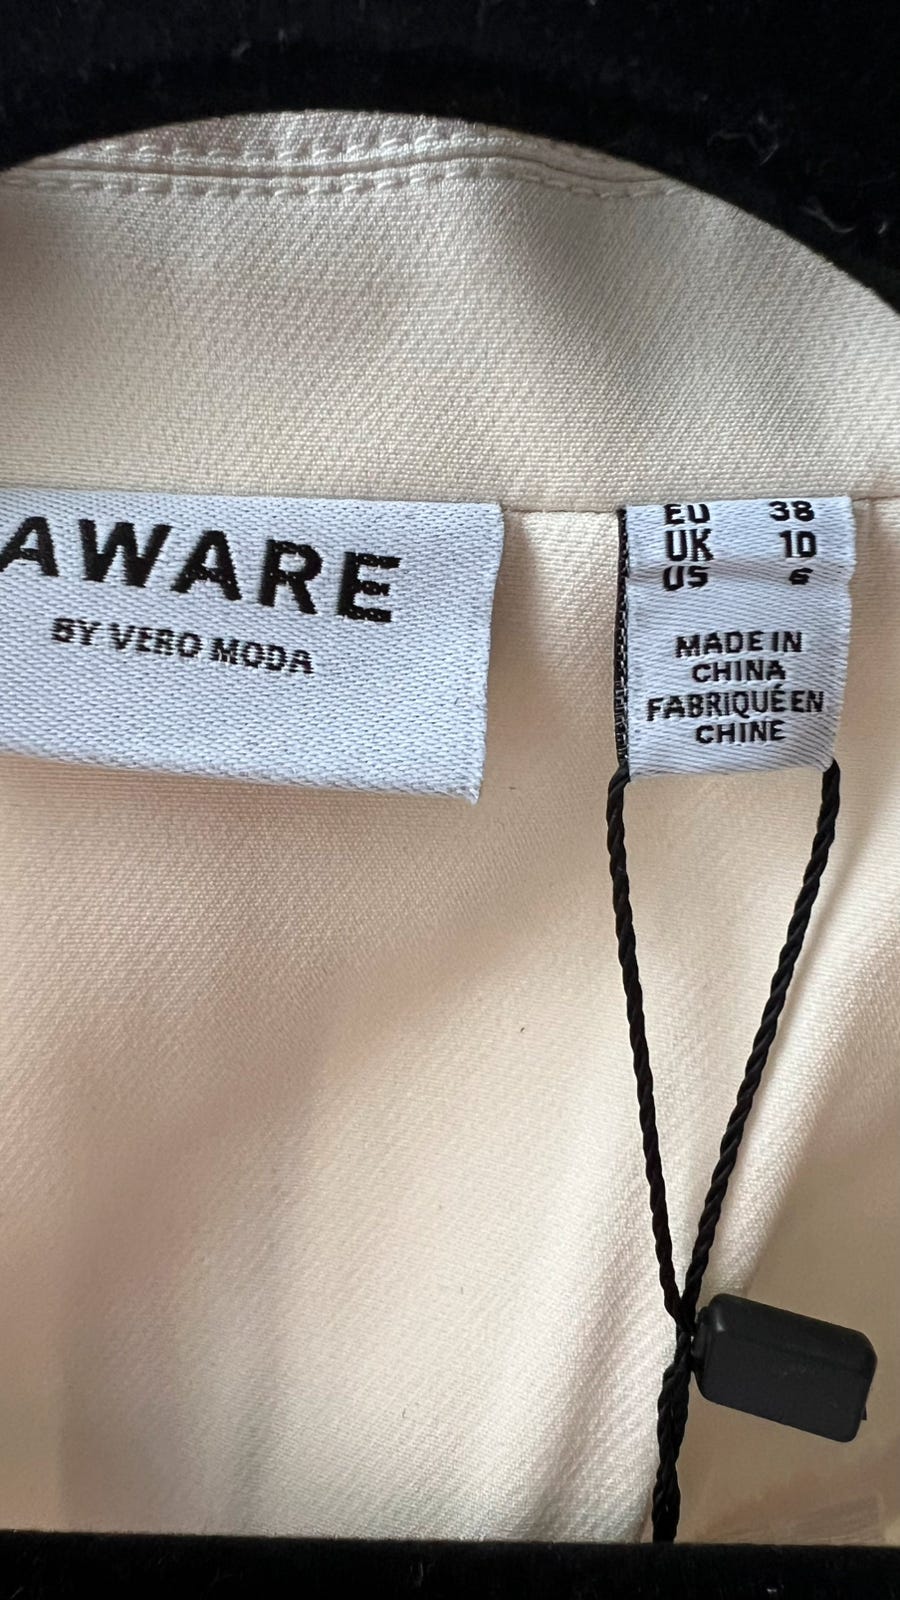 AWARE
BY VERO MODA
EU 38
UK 10
US 6
MADE IN
CHINA
FABRIQUÉ EN
CHINE